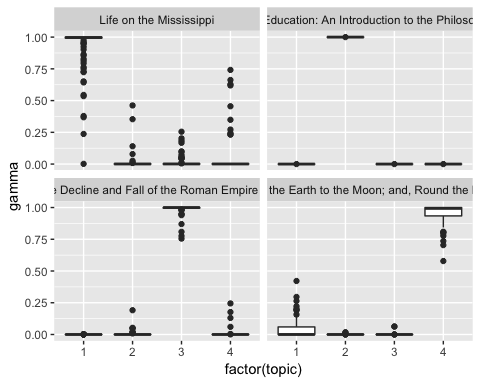 Life on the Mississippi
Education: An Introduction to the Philoso
1.00
0.75
0.50
0.25
0.00
Decline and Fall of the Roman Empire
the Earth to the Moon; and, Round the
1.00
0.75
0.50
0.25
0.00
gamma
1 2 3 4 1 2 3 4
factor(topic)